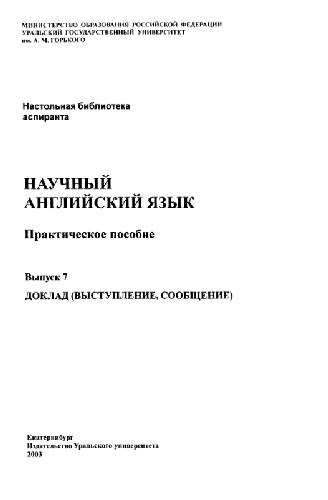 МИНИСТЕРСТВО ОБРАЗОВАНИЯ РОССИЙСКОЙ ФЕДЕРАЦИИ
УРАЛЬСКИЙ ГОСУДАРСТВЕННЫЙ УНИВЕРСИТЕТ
им. А. М. ГОРЬКОГО
Настольная библиотека
аспиранта
НАУЧНЫЙ
АНГЛИЙСКИЙ ЯЗЫК
Практическое пособие
Выпуск 7
ДОКЛАД (ВЫСТУПЛЕНИЕ, СООБЩЕНИЕ)
Екатеринбург
Издательство Уральского университета
2003